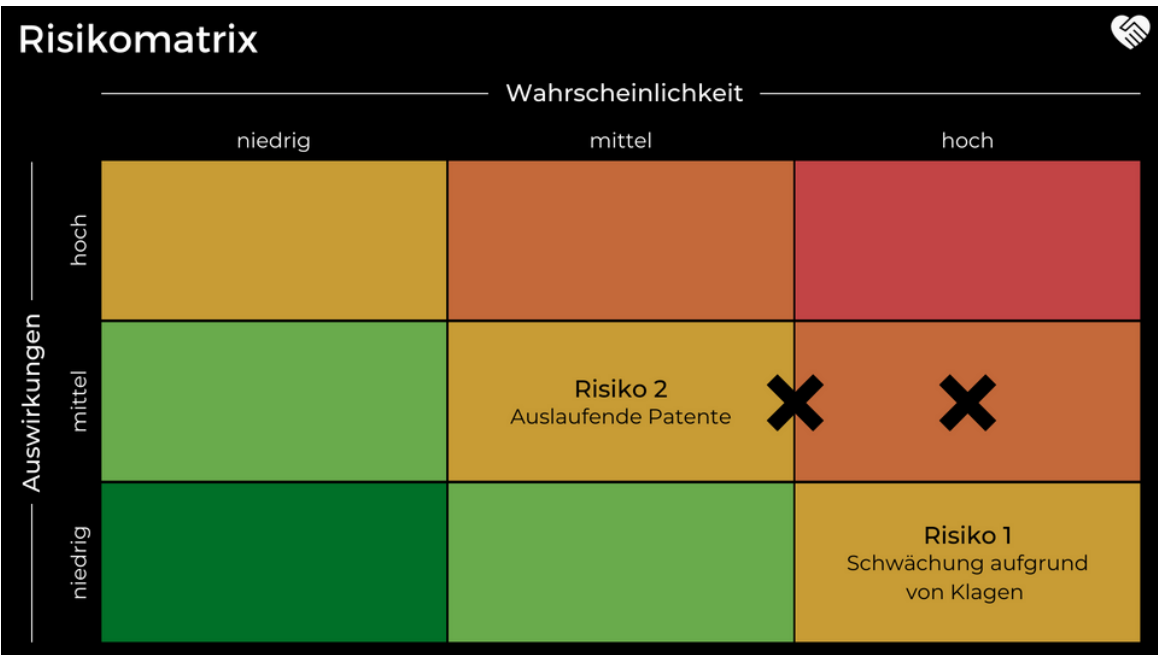 Risikomatrix
Wahrscheinlichkeit
niedrig
mittel
hoch
Auswirkungen
hoch
mittel
niedrig
Risiko 2
Auslaufende Patente
Risiko 1
Schwächung aufgrund
von Klagen